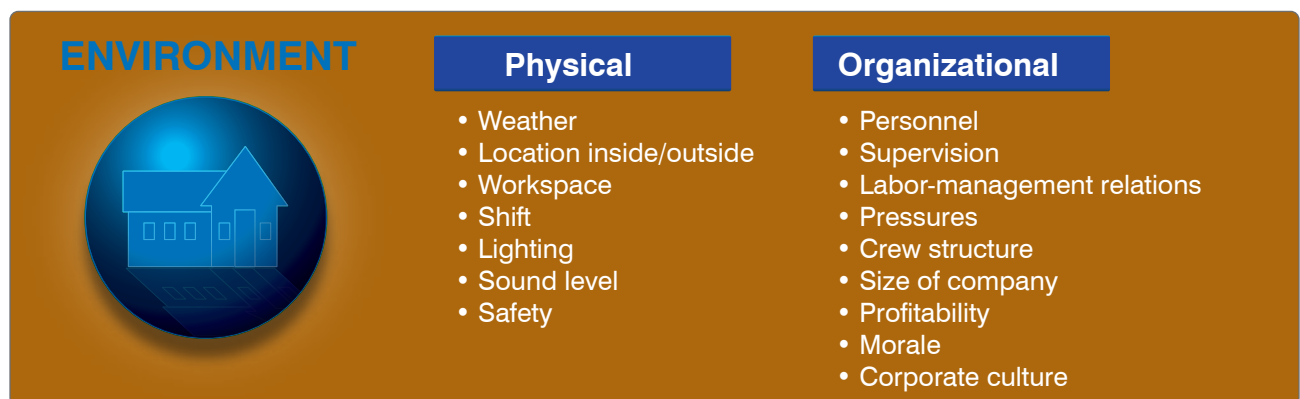 ENVIRONMENT
Physical
• Weather
• Location inside/outside
• Workspace
• Shift
• Lighting
• Sound level
• Safety
Organizational
• Personnel
• Supervision
• Labor-management relations
• Pressures
• Crew structure
• Size of company
• Profitability
• Morale
• Corporate culture